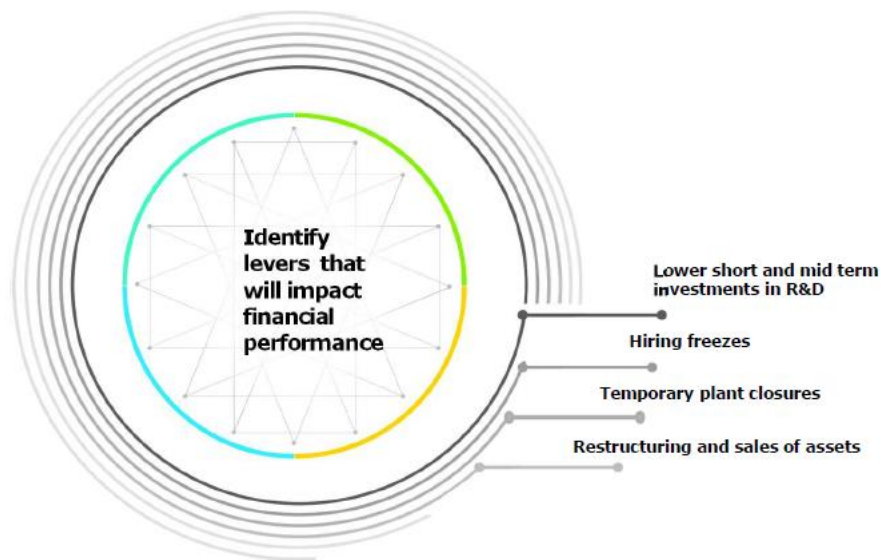 Identify
levers that
will impact
financial
performance
Lower short and mid term
investments in R&D
Hiring freezes
Temporary plant closures
Restructuring and sales of assets